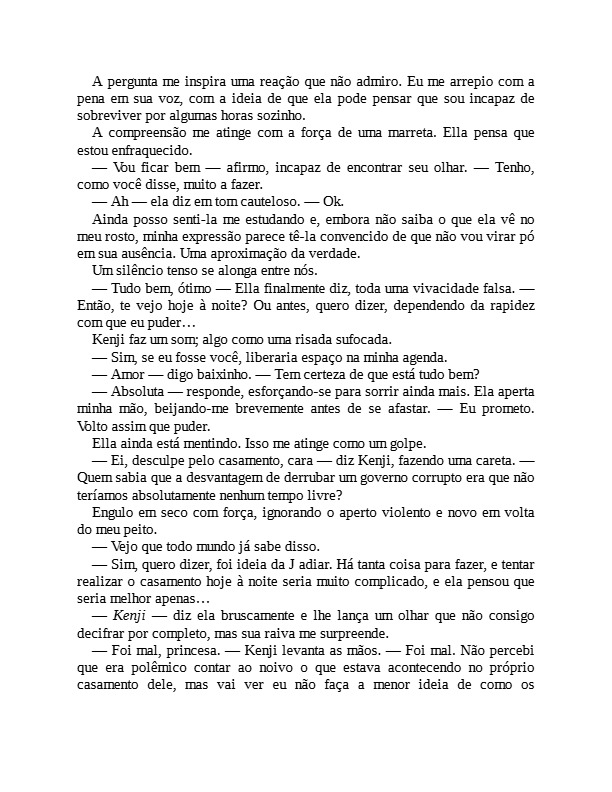 A pergunta me inspira uma reação que não admiro. Eu me arrepio com a
pena em sua voz, com a ideia de que ela pode pensar que sou incapaz de
sobreviver por algumas horas sozinho.
A compreensão me atinge com a força de uma marreta. Ella pensa que
estou enfraquecido.
— Vou ficar bem — afirmo, incapaz de encontrar seu olhar. — Tenho,
como você disse, muito a fazer.
— Ah — ela diz em tom cauteloso. — Ok.
Ainda posso senti-la me estudando e, embora não saiba o que ela vê no
meu rosto, minha expressão parece tê-la convencido de que não vou virar pó
em sua ausência. Uma aproximação da verdade.
Um silêncio tenso se alonga entre nós.
— Tudo bem, ótimo — Ella finalmente diz, toda uma vivacidade falsa. —
Então, te vejo hoje à noite? Ou antes, quero dizer, dependendo da rapidez
com que eu puder…
Kenji faz um som; algo como uma risada sufocada.
— Sim, se eu fosse você, liberaria espaço na minha agenda.
— Amor — digo baixinho. — Tem certeza de que está tudo bem?
— Absoluta — responde, esforçando-se para sorrir ainda mais. Ela aperta
minha mão, beijando-me brevemente antes de se afastar. — Eu prometo.
Volto assim que puder.
Ella ainda está mentindo. Isso me atinge como um golpe.
— Ei, desculpe pelo casamento, cara — diz Kenji, fazendo uma careta. —
Quem sabia que a desvantagem de derrubar um governo corrupto era que não
teríamos absolutamente nenhum tempo livre?
Engulo em seco com força, ignorando o aperto violento e novo em volta
do meu peito.
— Vejo que todo mundo já sabe disso.
— Sim, quero dizer, foi ideia da J adiar. Há tanta coisa para fazer, e tentar
realizar o casamento hoje à noite seria muito complicado, e ela pensou que
seria melhor apenas…
— Kenji — diz ela bruscamente e lhe lança um olhar que não consigo
decifrar por completo, mas sua raiva me surpreende.
— Foi mal, princesa. — Kenji levanta as mãos. — Foi mal. Não percebi
que era polêmico contar ao noivo o que estava acontecendo no próprio
casamento dele, mas vai ver eu não faça a menor ideia de como os